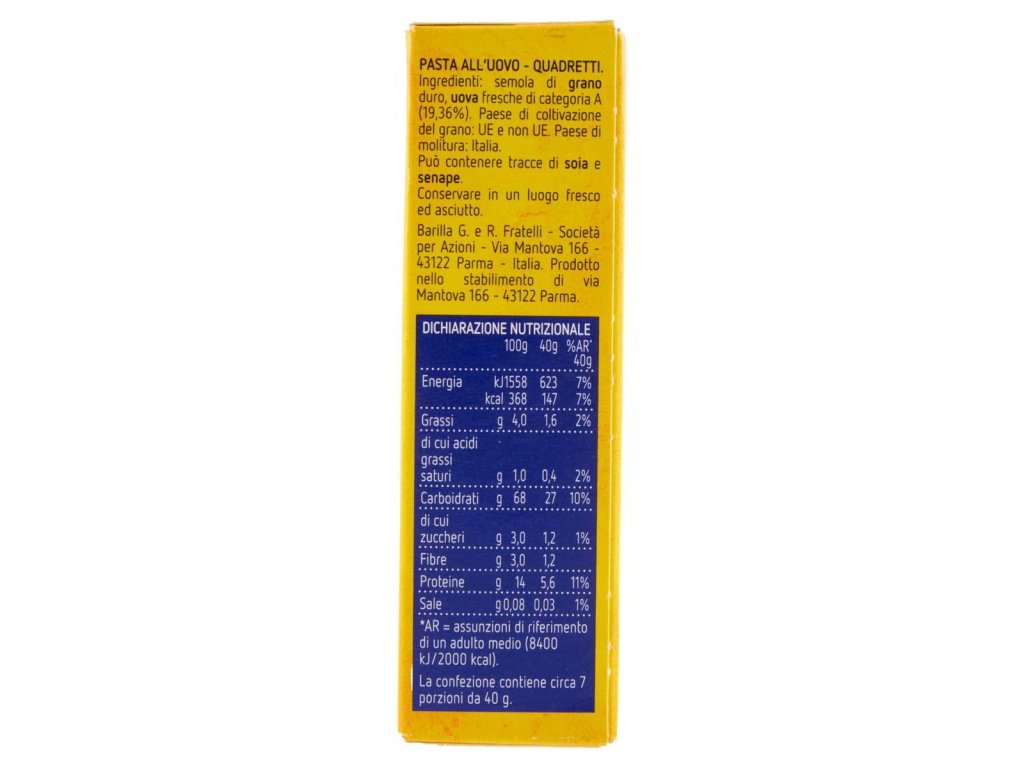 PASTA ALL'UOVO - QUADRETTI.
Ingredienti: semola di grano
duro, uova fresche di categoria A
(19,36%). Paese di coltivazione
del grano: UE e non UE. Paese di
molitura: Italia.
Può contenere tracce di soia e
senape.
Conservare in un luogo fresco
ed asciutto.
Barilla G. e R. Fratelli - Società
per Azioni - Via Mantova 166 -
43122 Parma - Italia. Prodotto
nello stabilimento di via
Mantova 166 - 43122 Parma.
DICHIARAZIONE NUTRIZIONALE
100g 40g %AR*
40g
Energia kJ1558 623 7%
kcal 368 147 7%
Grassi g 4,0 1,6 2%
di cui acidi
grassi
saturi g 1,0 0,4 2%
Carboidrati g 68 27 10%
di cui
zuccheri g 3,0 1,2 1%
Fibre g 3,0 1,2
Proteine g 14 5,6 11%
Sale g0,08 0,03 1%
*AR = assunzioni di riferimento
di un adulto medio (8400
kJ/2000 kcal).
La confezione contiene circa 7
porzioni da 40 g.